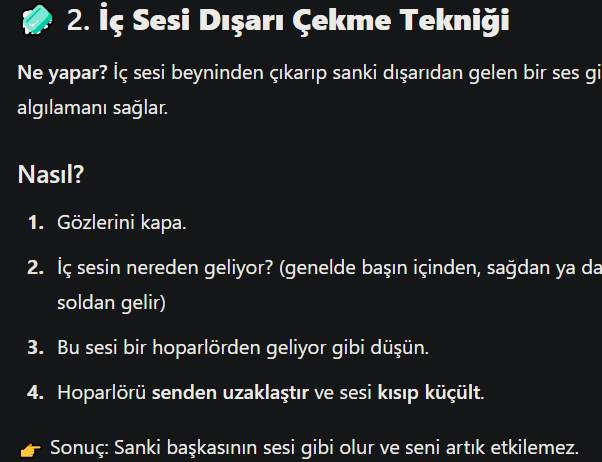 2. İç Sesi Dışarı Çekme Tekniği
Ne yapar? İç sesi beyninden çıkarıp sanki dışarıdan gelen bir ses
algılamanı sağlar.
Nasıl?
1. Gözlerini kapa.
2. İç sesin nereden geliyor? (genelde başın içinden, sağdan ya da
soldan gelir)
3. Bu sesi bir hoparlörden geliyor gibi düşün.
4. Hoparlörü senden uzaklaştır ve sesi kısıp küçült.
👉 Sonuç: Sanki başkasının sesi gibi olur ve seni artık etkilemez.